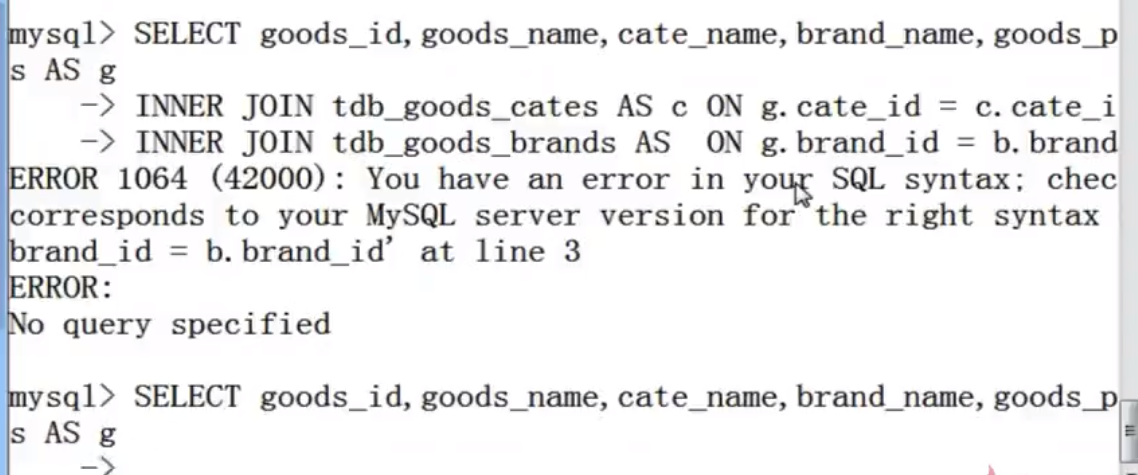 mysql> SELECT goods_id, goods_name, cate_name, brand_name, goods_p
s AS g
-> INNER JOIN tdb_goods_cates AS c ON g.cate_id = c.cate_i
-> INNER JOIN tdb_goods_brands AS  ON g.brand_id = b.brand
ERROR 1064 (42000): You have an error in your SQL syntax; chec
corresponds to your MySQL server version for the right syntax
brand_id = b.brand_id' at line 3
ERROR:
No query specified
mysql> SELECT goods_id, goods_name, cate_name, brand_name, goods_p
s AS g
->